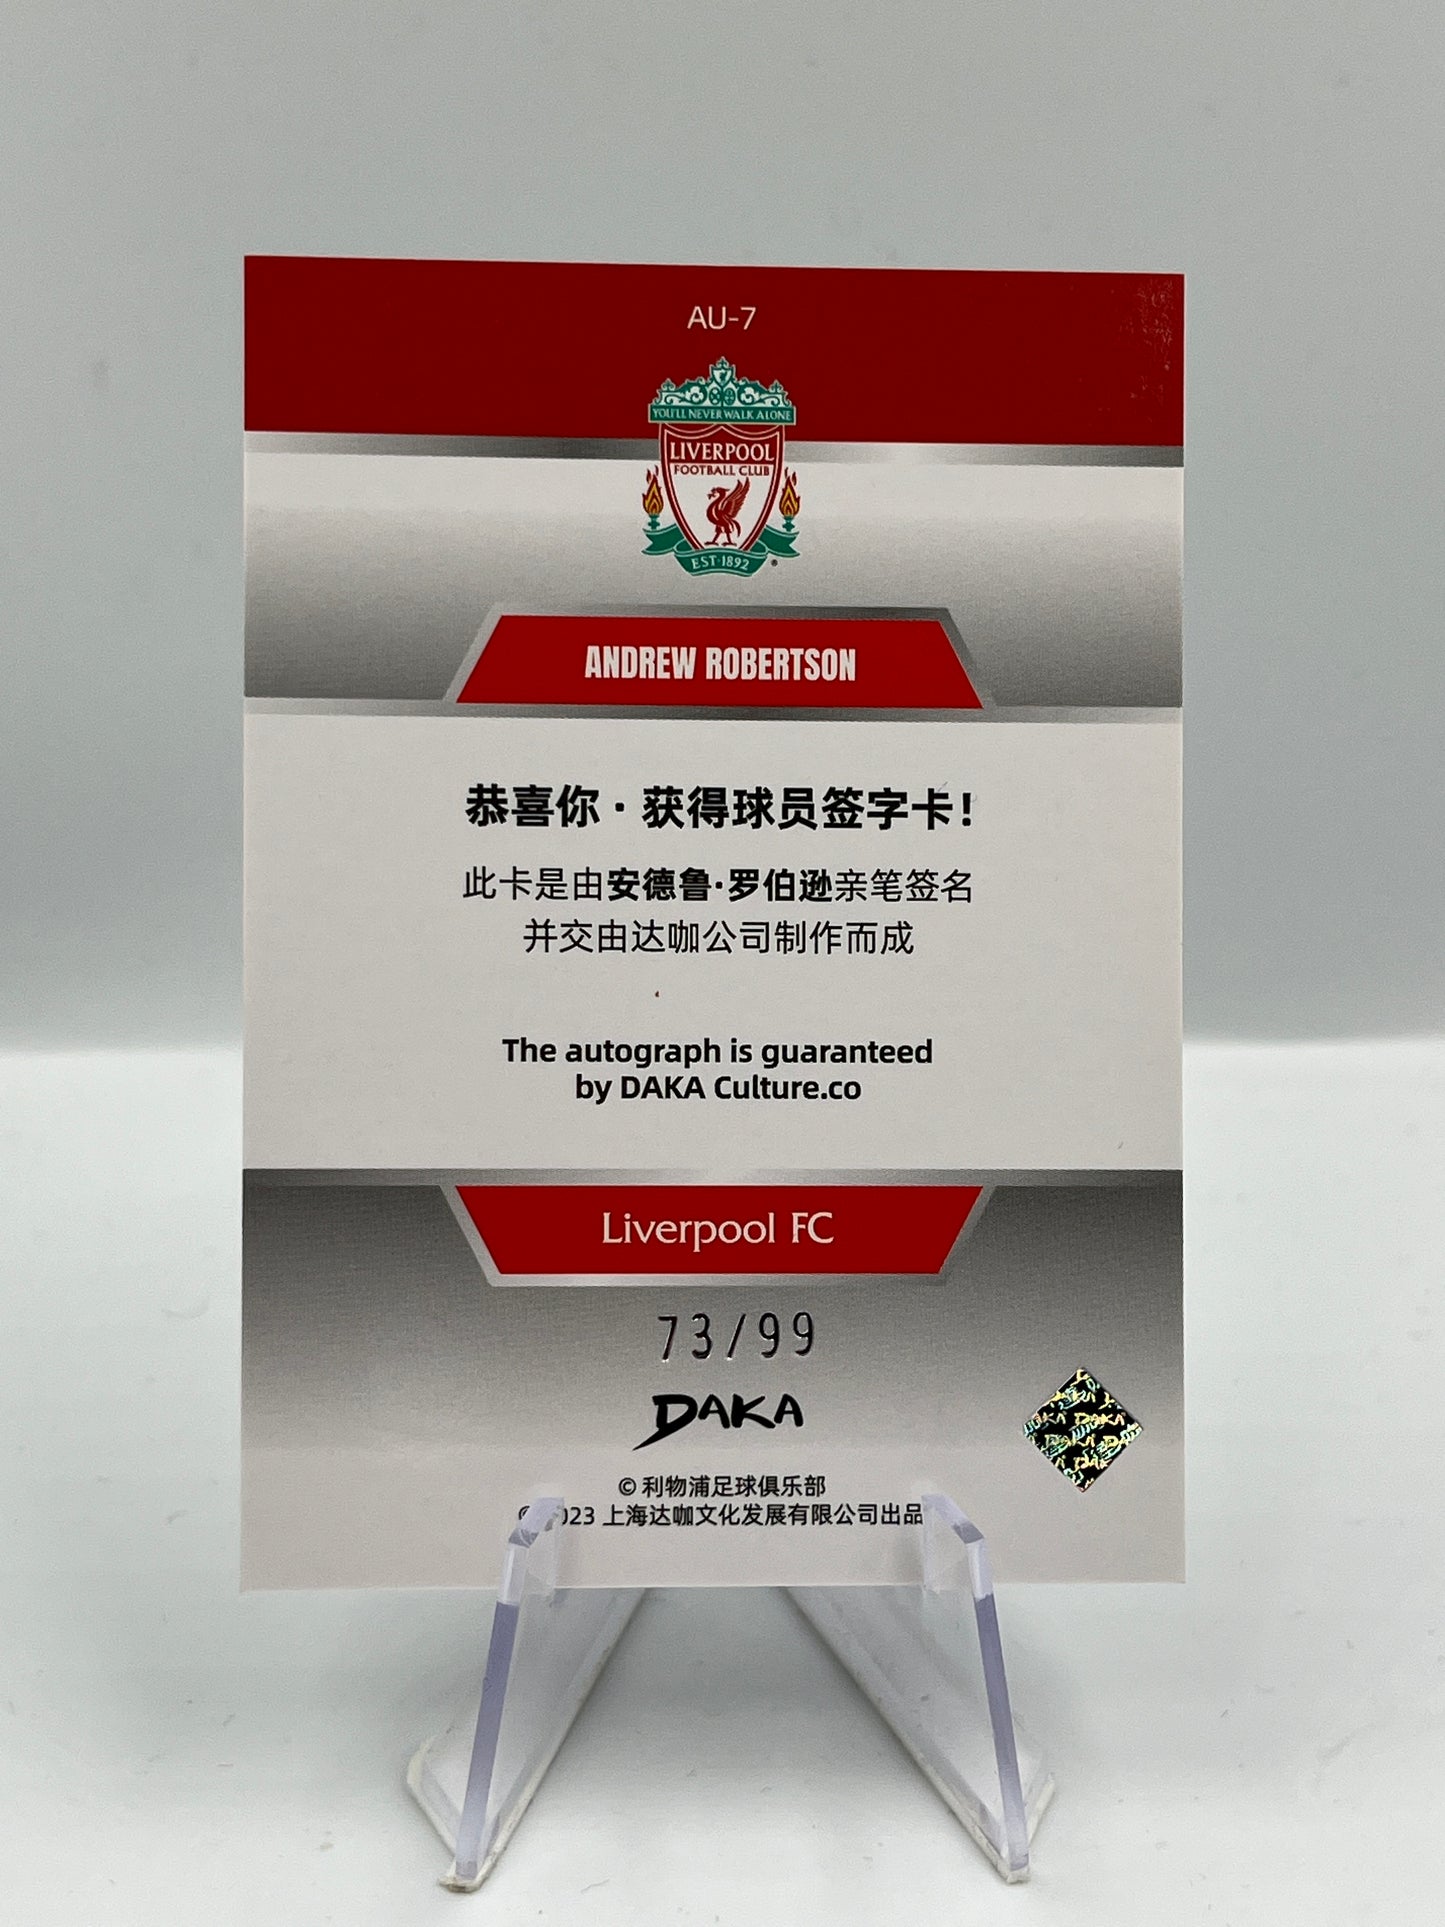 AU-7
YOU'LL NEVER WALK ALONE
LIVERPOOL
FOOTBALL CLUB
EST·1892
ANDREW ROBERTSON
恭喜你·获得球员签字卡!
此卡是由安德鲁·罗伯逊亲笔签名
并交由达咖公司制作而成
The autograph is guaranteed
by DAKA Culture.co
Liverpool FC
73/99
DAKA
DAKA
© 利物浦足球俱乐部
上海达咖文化发展有限公司出品